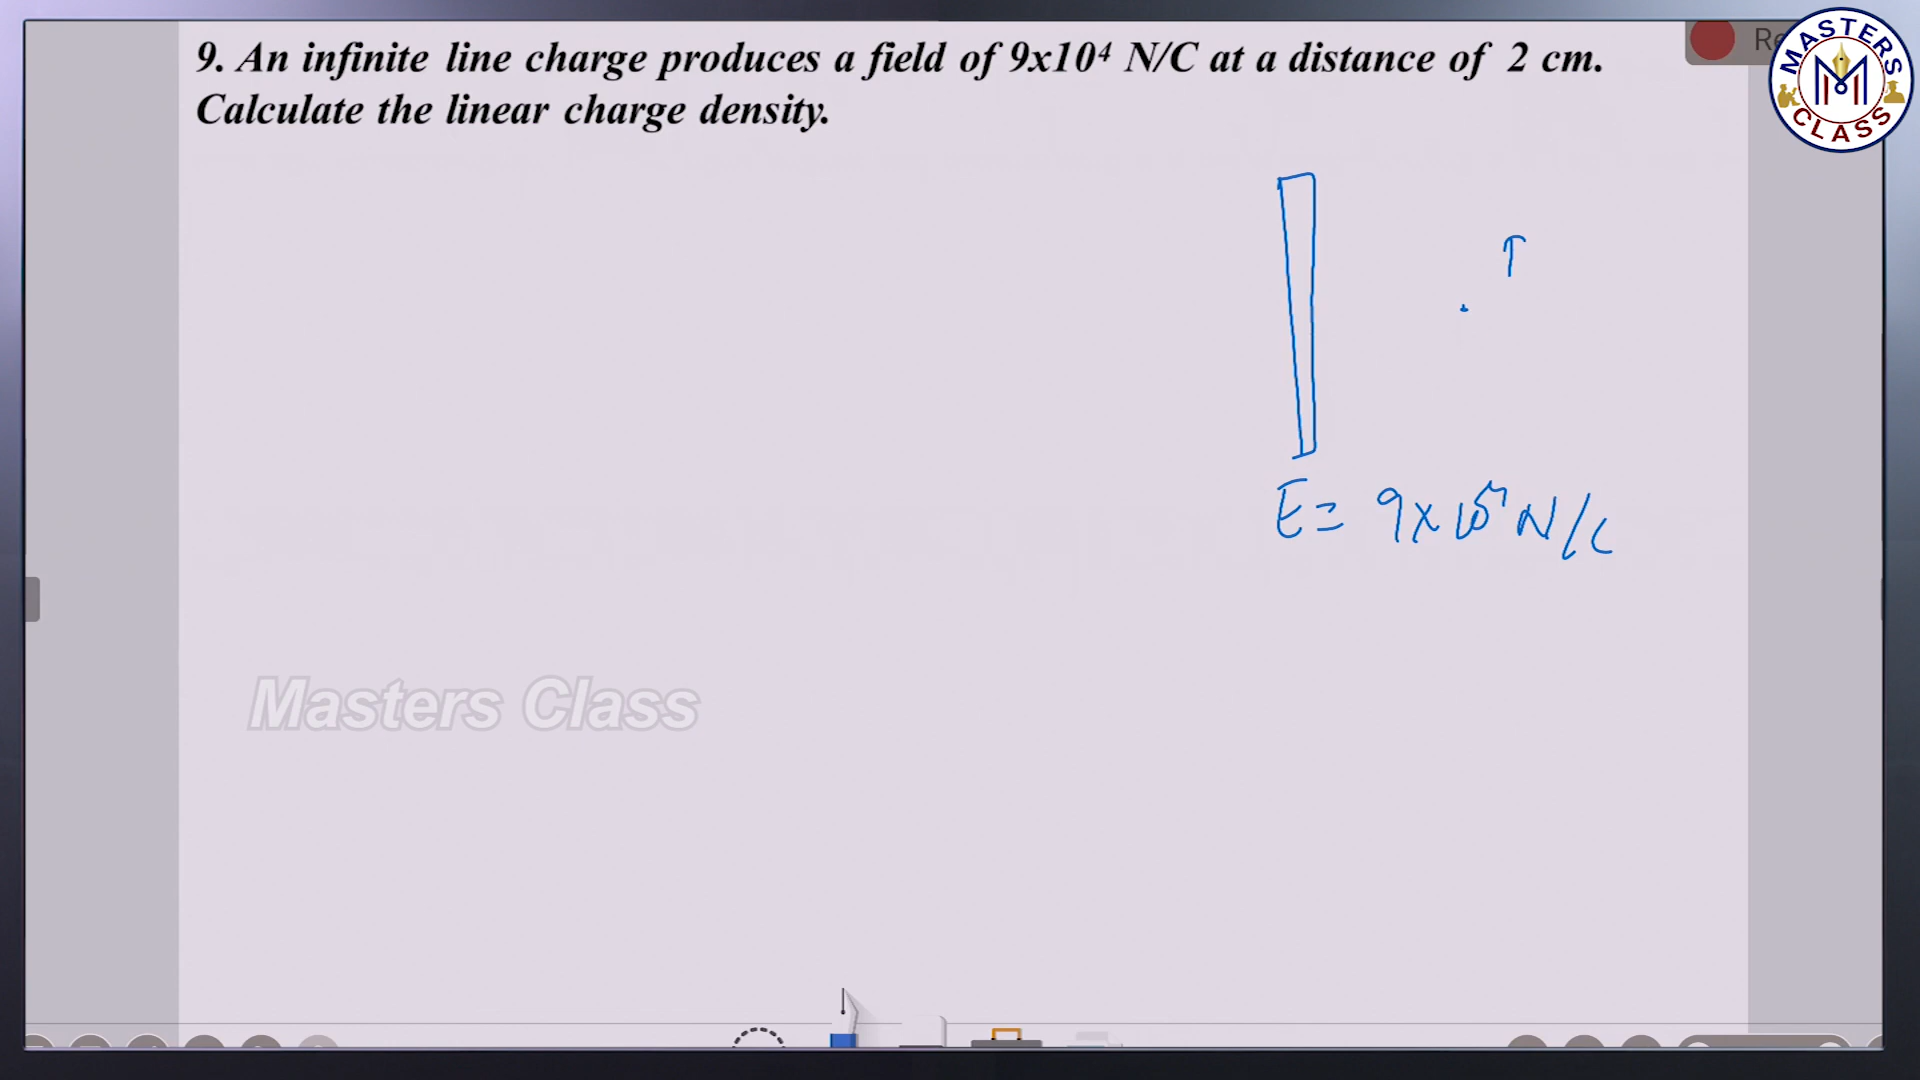 9. An infinite line charge produces a field of 9x10⁴ N/C at a distance of 2 cm.
Calculate the linear charge density.
MASTERS
CLASS
E = 9x10⁴ N/C
Masters Class